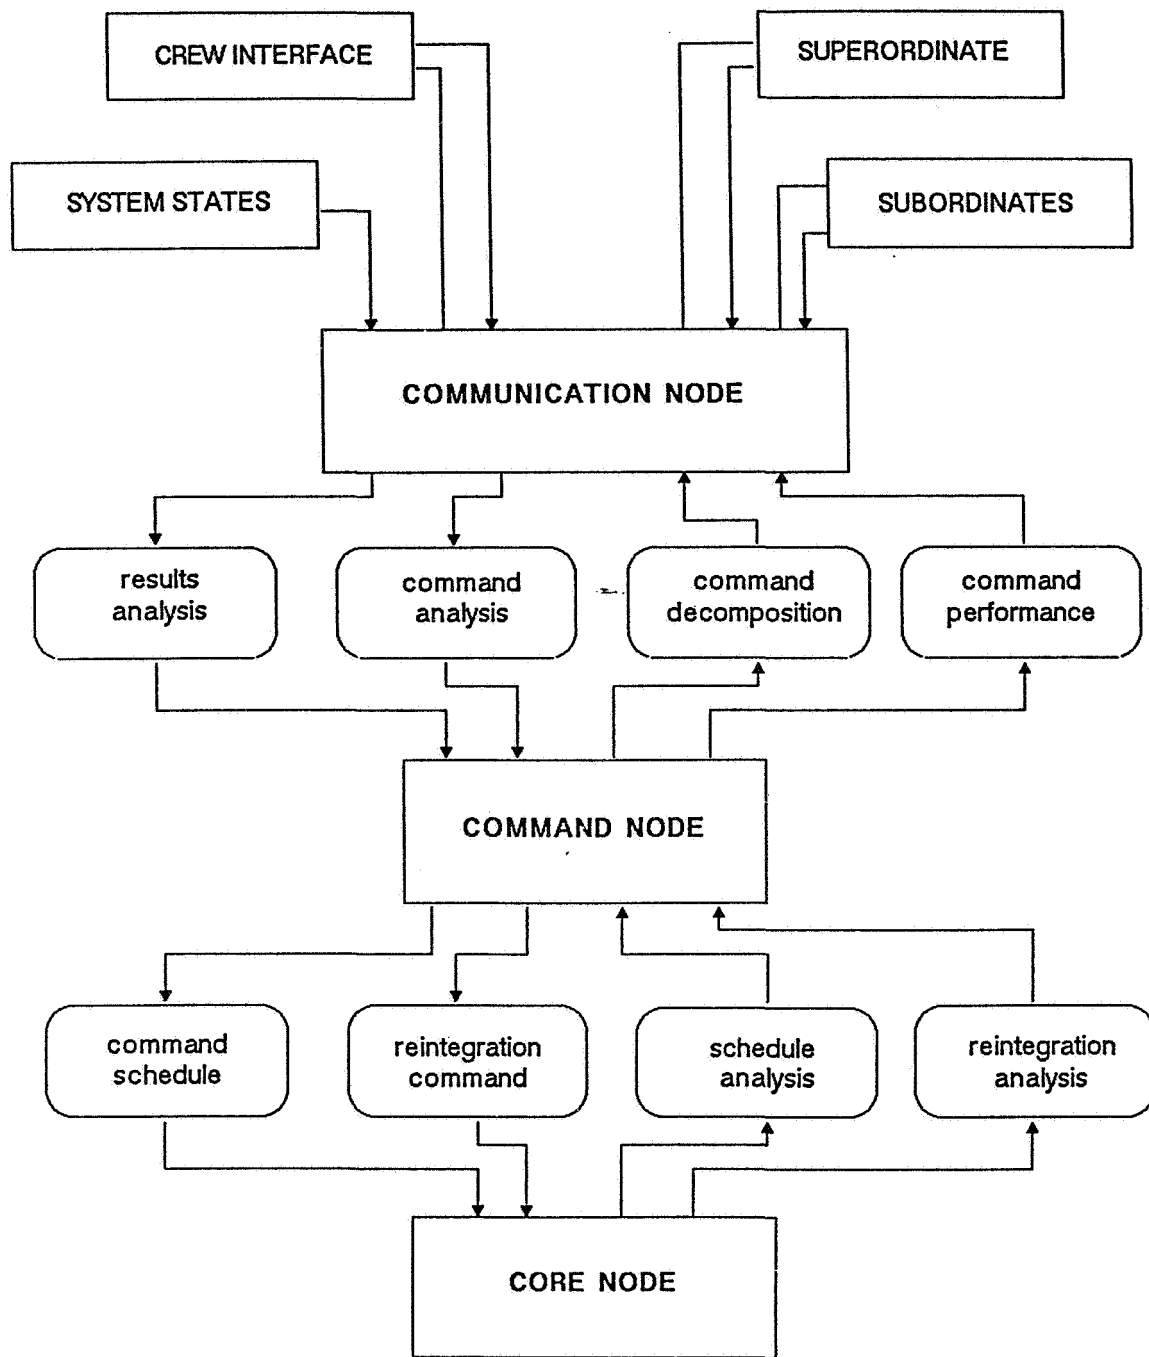 CREW INTERFACE
SUPERORDINATE
SYSTEM STATES
SUBORDINATES
COMMUNICATION NODE
results
analysis
command
analysis
command
decomposition
command
performance
COMMAND NODE
command
schedule
reintegration
command
schedule
analysis
reintegration
analysis
CORE NODE